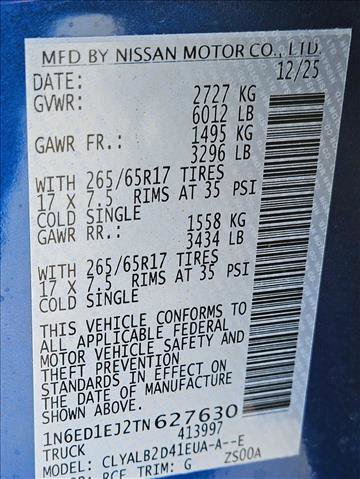 MFD BY NISSAN MOTOR CO., LTD.
DATE: 12/25
GVWR: 2727 KG
6012 LB
GAWR FR.: 1495 KG
3296 LB
WITH 265/65R17 TIRES
17 X 7.5 RIMS AT 35 PSI
COLD SINGLE
GAWR RR.: 1558 KG
3434 LB
WITH 265/65R17 TIRES
17 X 7.5 RIMS AT 35 PSI
COLD SINGLE
THIS VEHICLE CONFORMS TO
ALL APPLICABLE FEDERAL
MOTOR VEHICLE SAFETY AND
THEFT PREVENTION
STANDARDS IN EFFECT ON
THE DATE OF MANUFACTURE
SHOWN ABOVE.
1N6ED1EJ2TN627630
TRUCK 413997
MODEL: CLYALB2D41EUA-A--E
RCF TRIM: G ZS00A